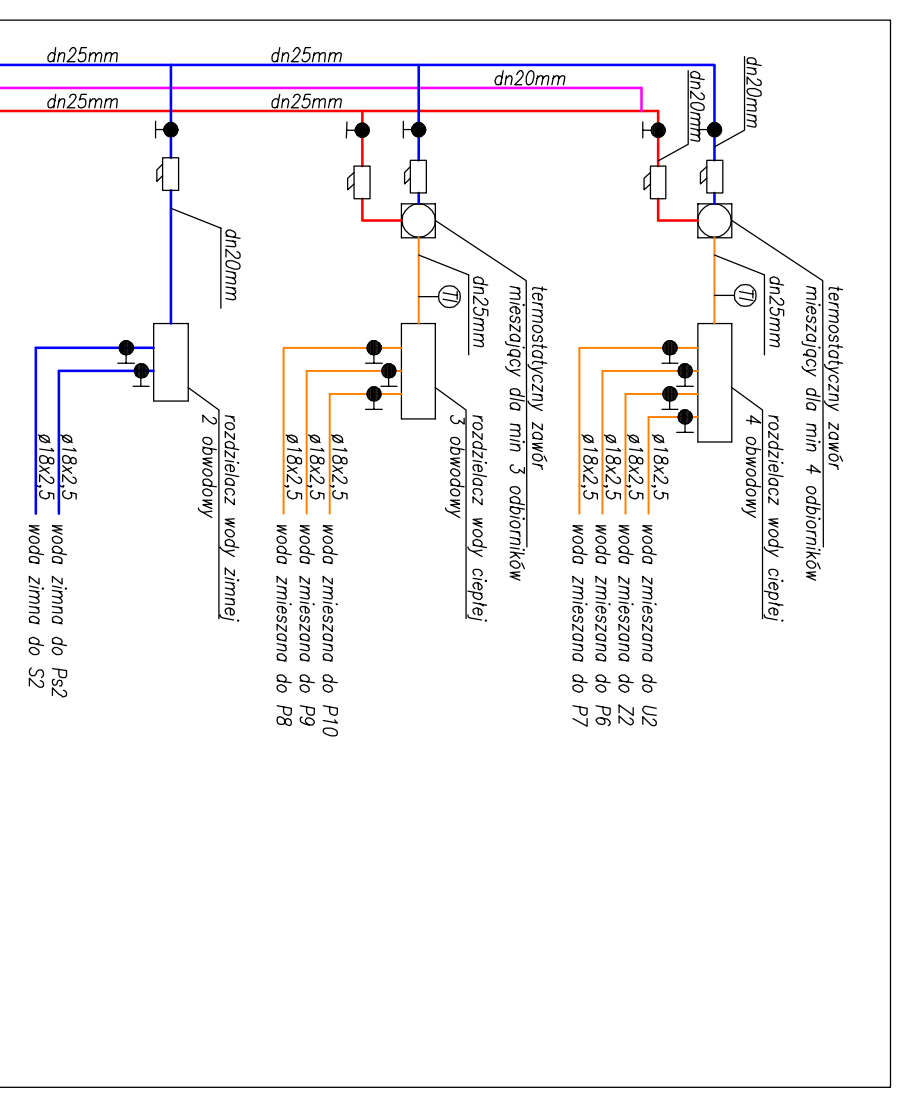 dn25mm
dn25mm
dn20mm
dn25mm
dn25mm
dn20mm
dn20mm
termostatyczny zawór
mieszający dla min 4 odbiorników
dn25mm
TI
rozdzielacz wody ciepłej
4 obwodowy
ø18x2,5
ø18x2,5
ø18x2,5
ø18x2,5
woda zmieszana do U2
woda zmieszana do Z2
woda zmieszana do P6
woda zmieszana do P7
termostatyczny zawór
mieszający dla min 3 odbiorników
dn25mm
TI
rozdzielacz wody ciepłej
3 obwodowy
ø18x2,5
ø18x2,5
ø18x2,5
woda zmieszana do P10
woda zmieszana do P9
woda zmieszana do P8
dn20mm
rozdzielacz wody zimnej
2 obwodowy
ø18x2,5
ø18x2,5
woda zimna do Ps2
woda zimna do S2